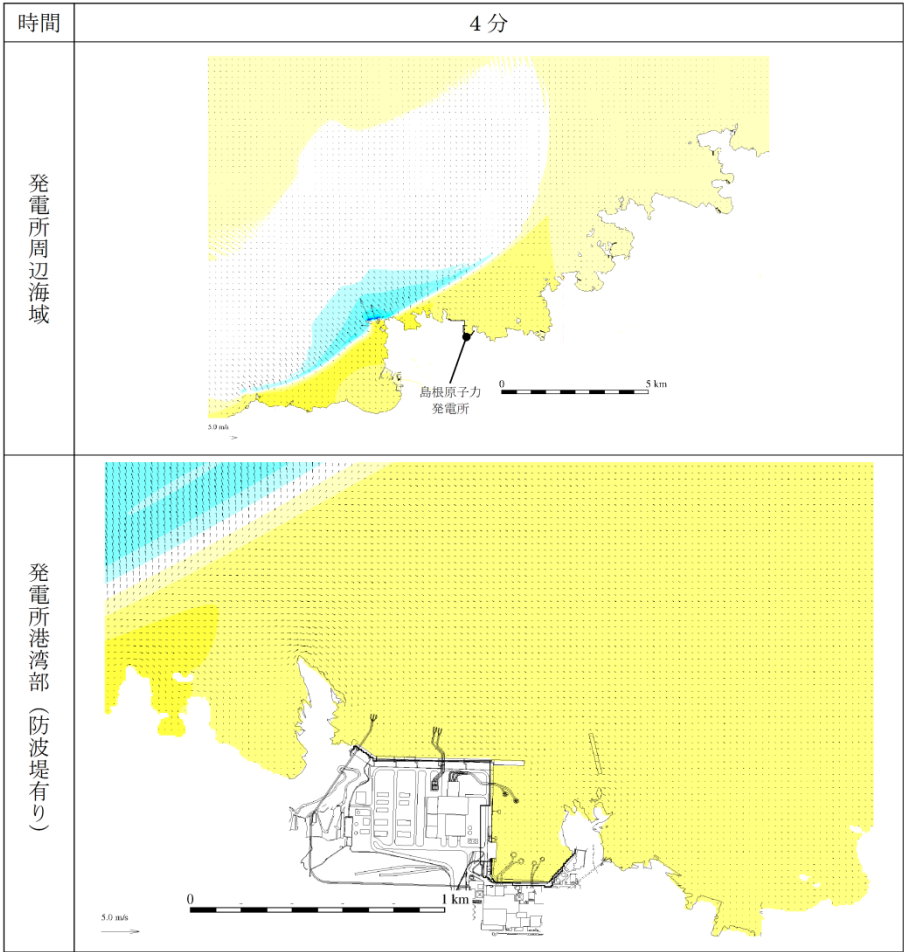 時間
4分
発電所周辺海域
島根原子力
発電所
0
5 km
5.0 m/s
発電所港湾部(防波堤有り)
0
1 km
5.0 m/s